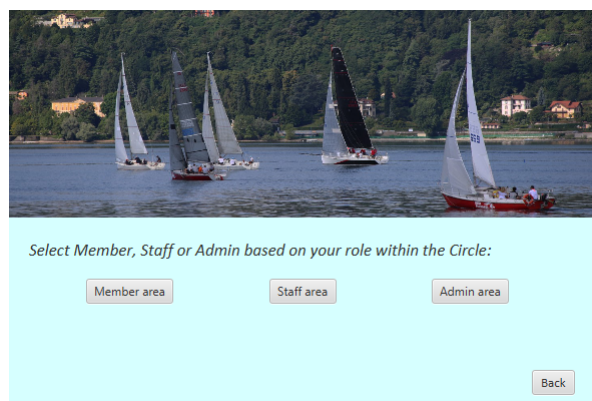 Select Member, Staff or Admin based on your role within the Circle:
Member area
Staff area
Admin area
Back